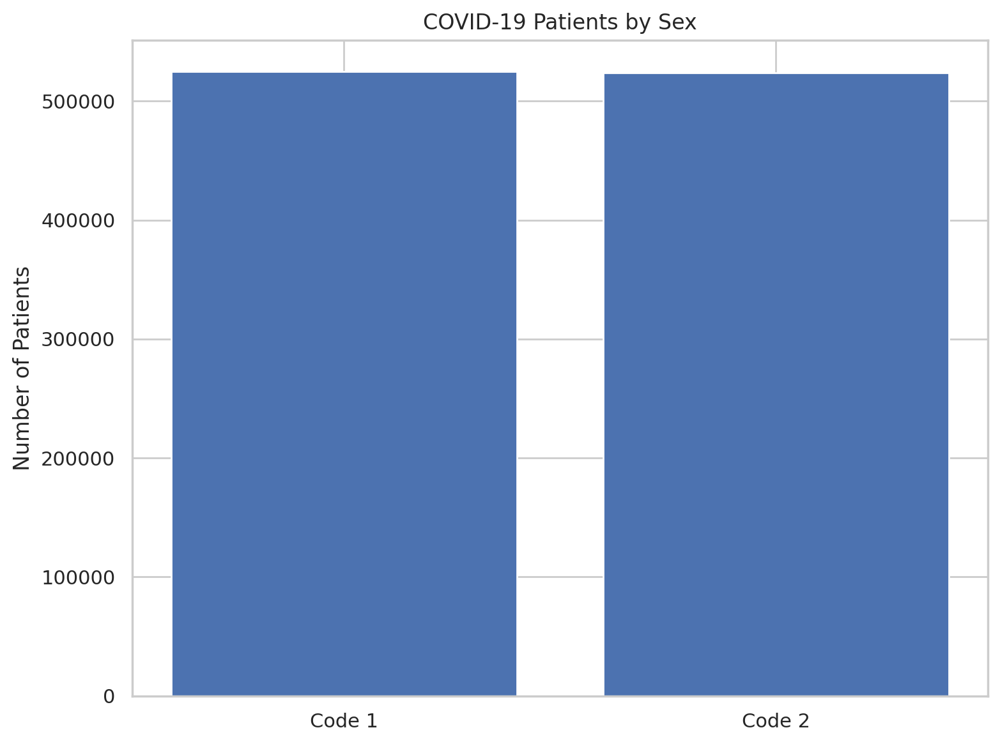 COVID-19 Patients by Sex
Number of Patients
500000
400000
300000
200000
100000
0
Code 1
Code 2